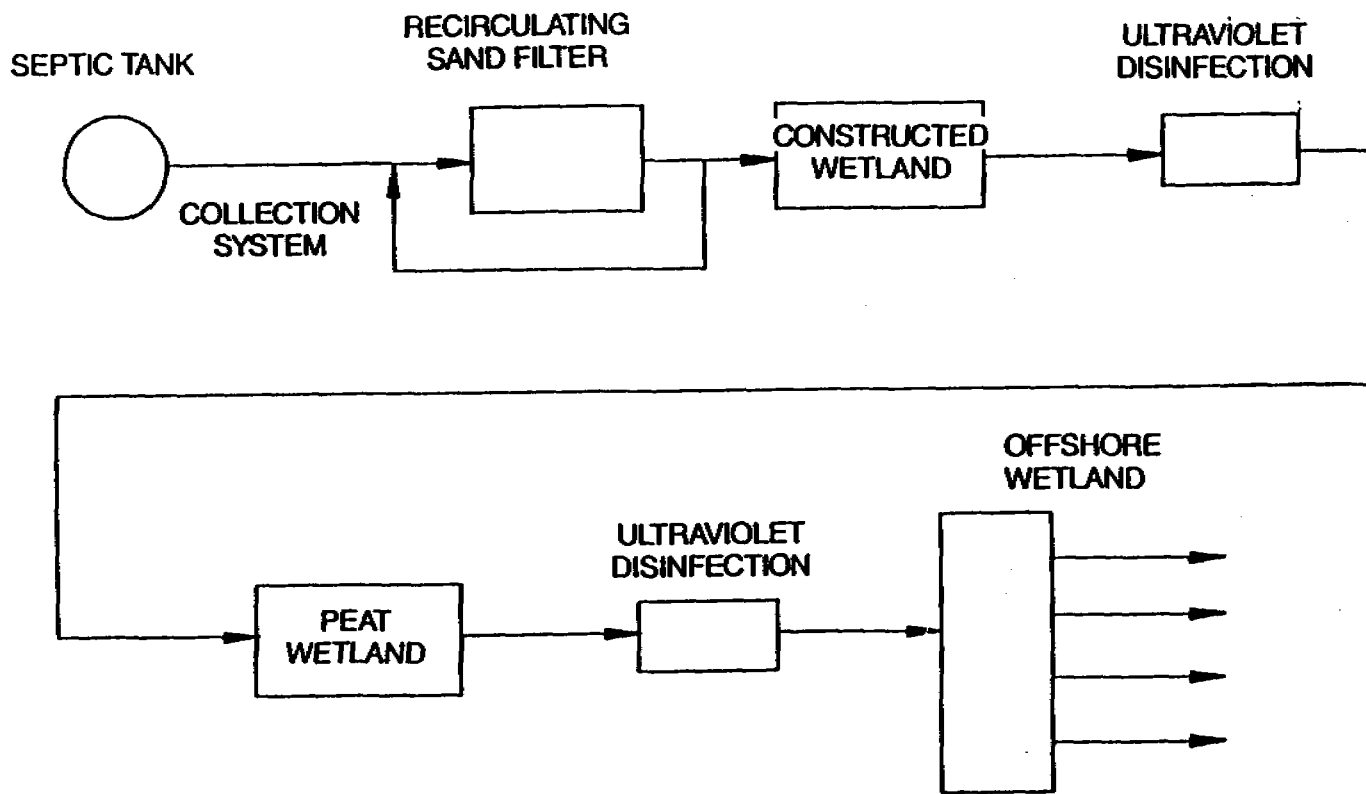 SEPTIC TANK
RECIRCULATING
SAND FILTER
ULTRAVIOLET
DISINFECTION
COLLECTION
SYSTEM
CONSTRUCTED
WETLAND
OFFSHORE
WETLAND
ULTRAVIOLET
DISINFECTION
PEAT
WETLAND